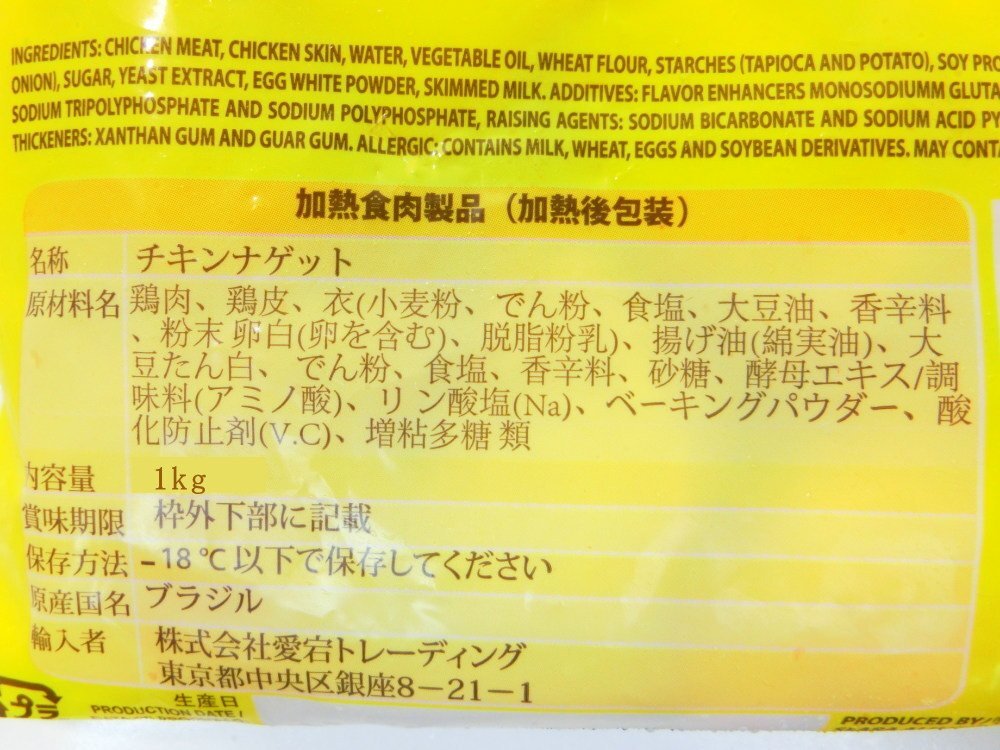 INGREDIENTS: CHICKEN MEAT, CHICKEN SKIN, WATER, VEGETABLE OIL, WHEAT FLOUR, STARCHES (TAPIOCA AND POTATO), SOY PRO
ONION), SUGAR, YEAST EXTRACT, EGG WHITE POWDER, SKIMMED MILK. ADDITIVES: FLAVOR ENHANCERS MONOSODIUMM GLUTA
SODIUM TRIPOLYPHOSPHATE AND SODIUM POLYPHOSPHATE, RAISING AGENTS: SODIUM BICARBONATE AND SODIUM ACID PY
THICKENERS: XANTHAN GUM AND GUAR GUM. ALLERGIC: CONTAINS MILK, WHEAT, EGGS AND SOYBEAN DERIVATIVES. MAY CONTA
加熱食肉製品（加熱後包装）
名称 チキンナゲット
原材料名 鶏肉、鶏皮、衣(小麦粉、でん粉、食塩、大豆油、香辛料
、粉末 卵白(卵を含む)、脱脂粉乳)、揚げ油(綿実油)、大
豆たん白、でん粉、食塩、香辛料、砂糖、酵母エキス/調
味料(アミノ酸)、リン酸塩(Na)、ベーキングパウダー、酸
化防止剤(V.C)、増粘多糖 類
内容量 1kg
賞味期限 枠外下部に記載
保存方法 －18℃以下で保存してください
原産国名 ブラジル
輸入者 株式会社愛宕トレーディング
東京都中央区銀座8－21－1
プラ
生産日
PRODUCTION DATE /
PRODUCED BY /